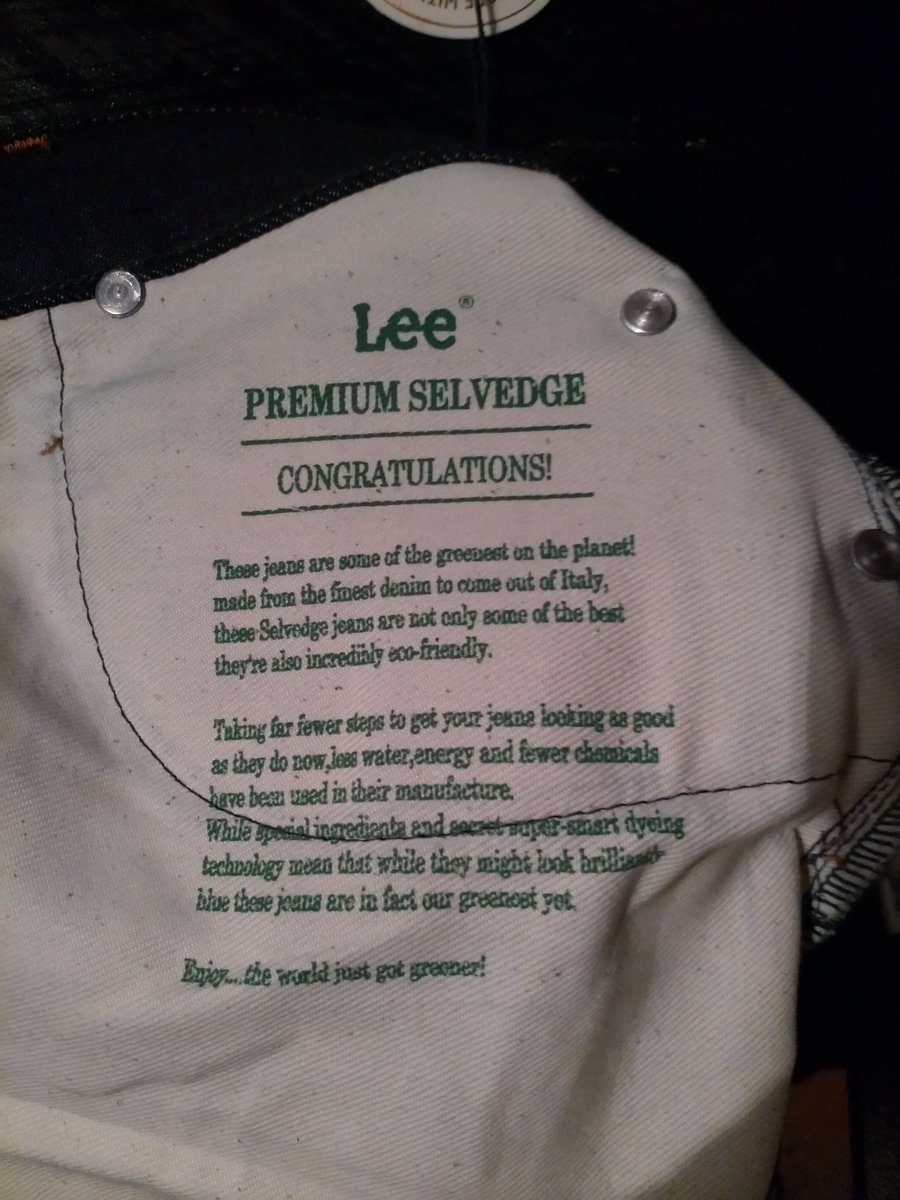 Lee®
PREMIUM SELVEDGE
CONGRATULATIONS!
These jeans are some of the greenest on the planet!
made from the finest denim to come out of Italy,
these Selvedge jeans are not only some of the best
they're also incredibly eco-friendly.
Taking far fewer steps to get your jeans looking as good
as they do now,less water,energy and fewer chemicals
have been used in their manufacture.
While special ingredients and secret super-smart dyeing
technology mean that while they might look brilliant
blue these jeans are in fact our greenest yet.
Enjoy....the world just got greener!